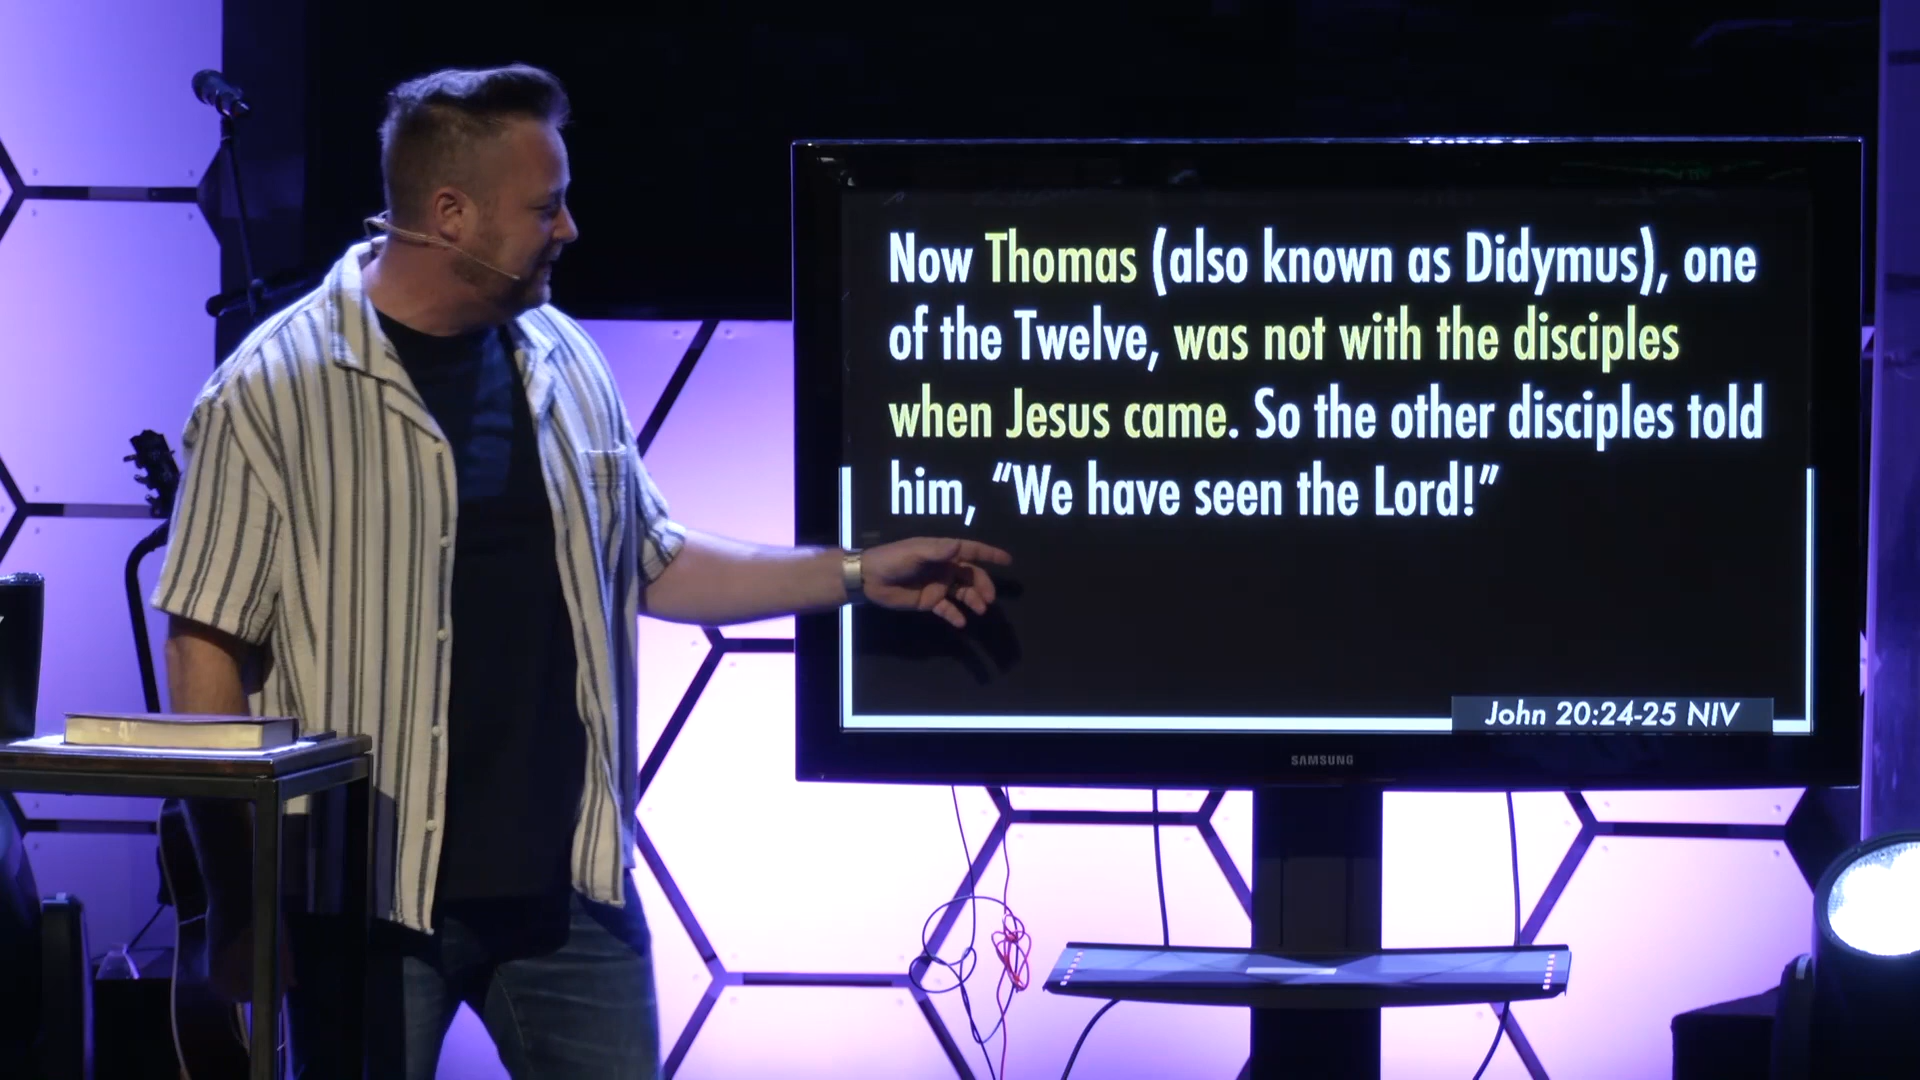 Now Thomas (also known as Didymus), one
of the Twelve, was not with the disciples
when Jesus came. So the other disciples told
him, “We have seen the Lord!”
John 20:24-25 NIV
SAMSUNG